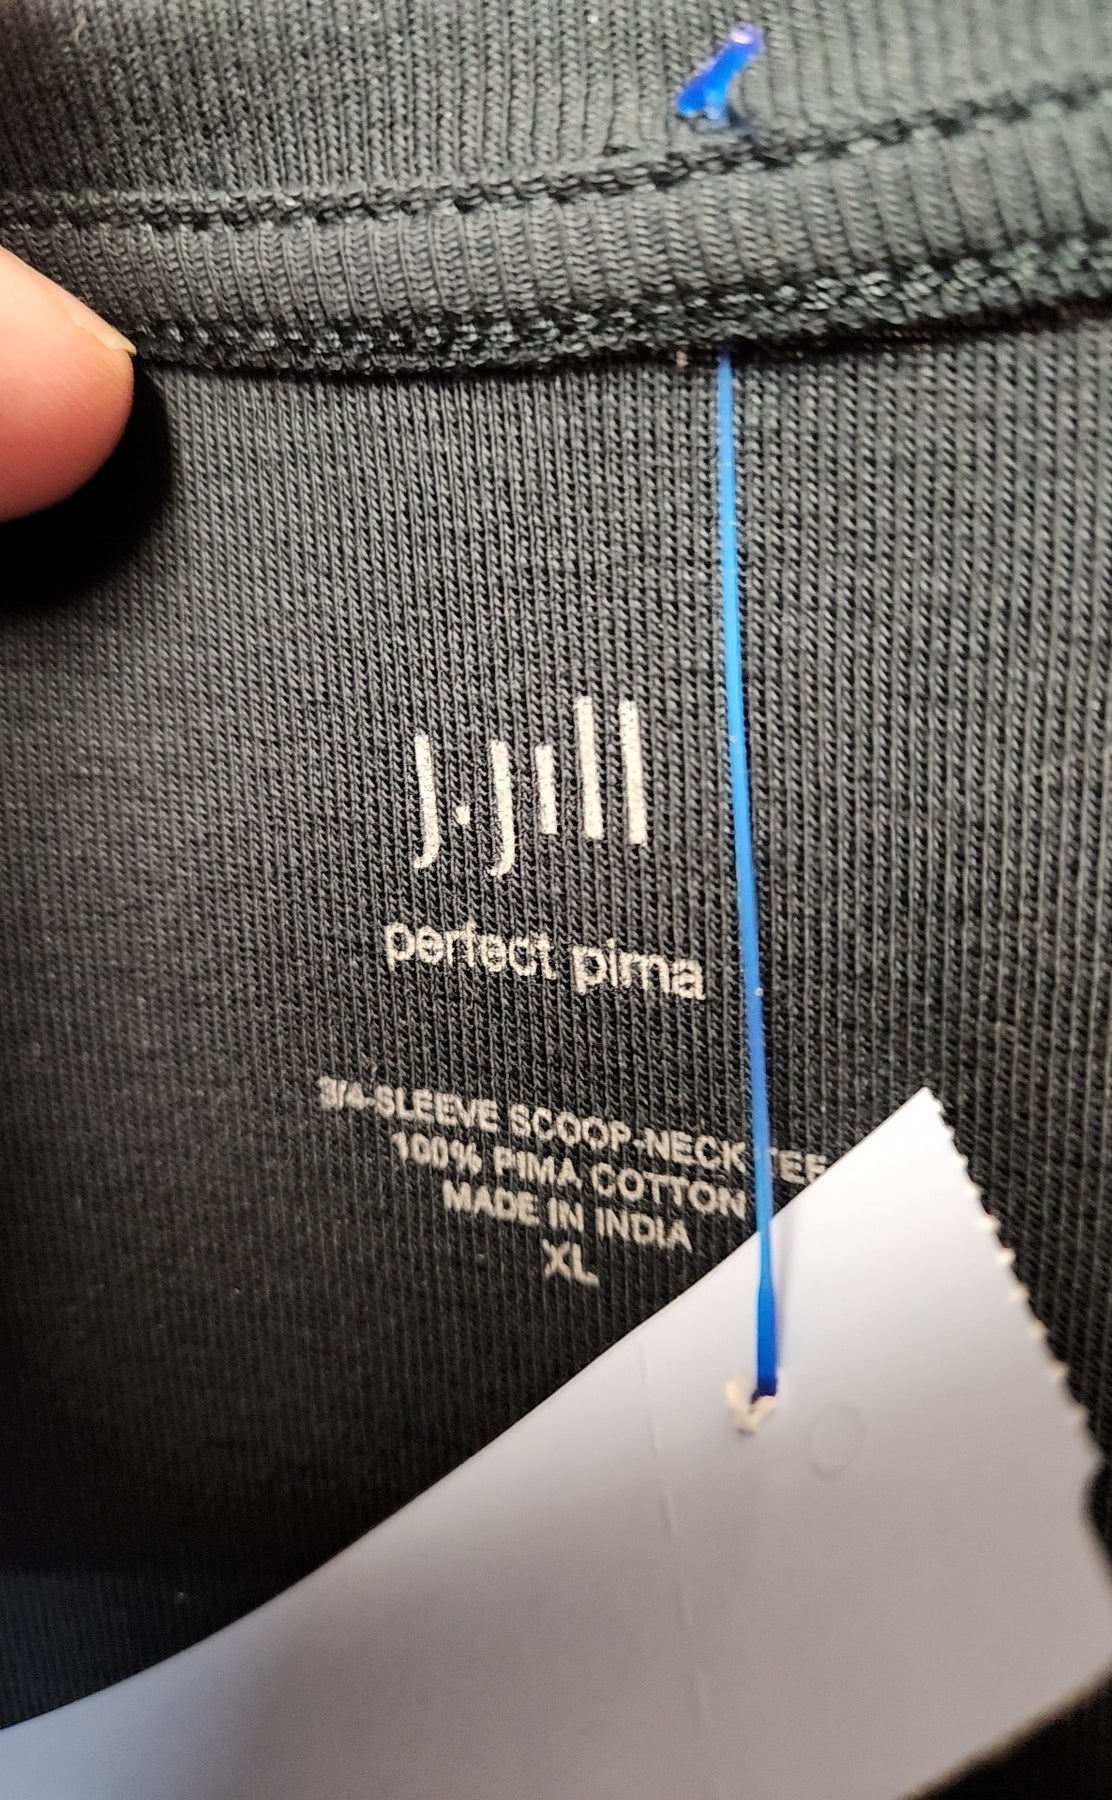 J.Jill
perfect pima
3/4-SLEEVE SCOOP-NECK TEE
100% PIMA COTTON
MADE IN INDIA
XL